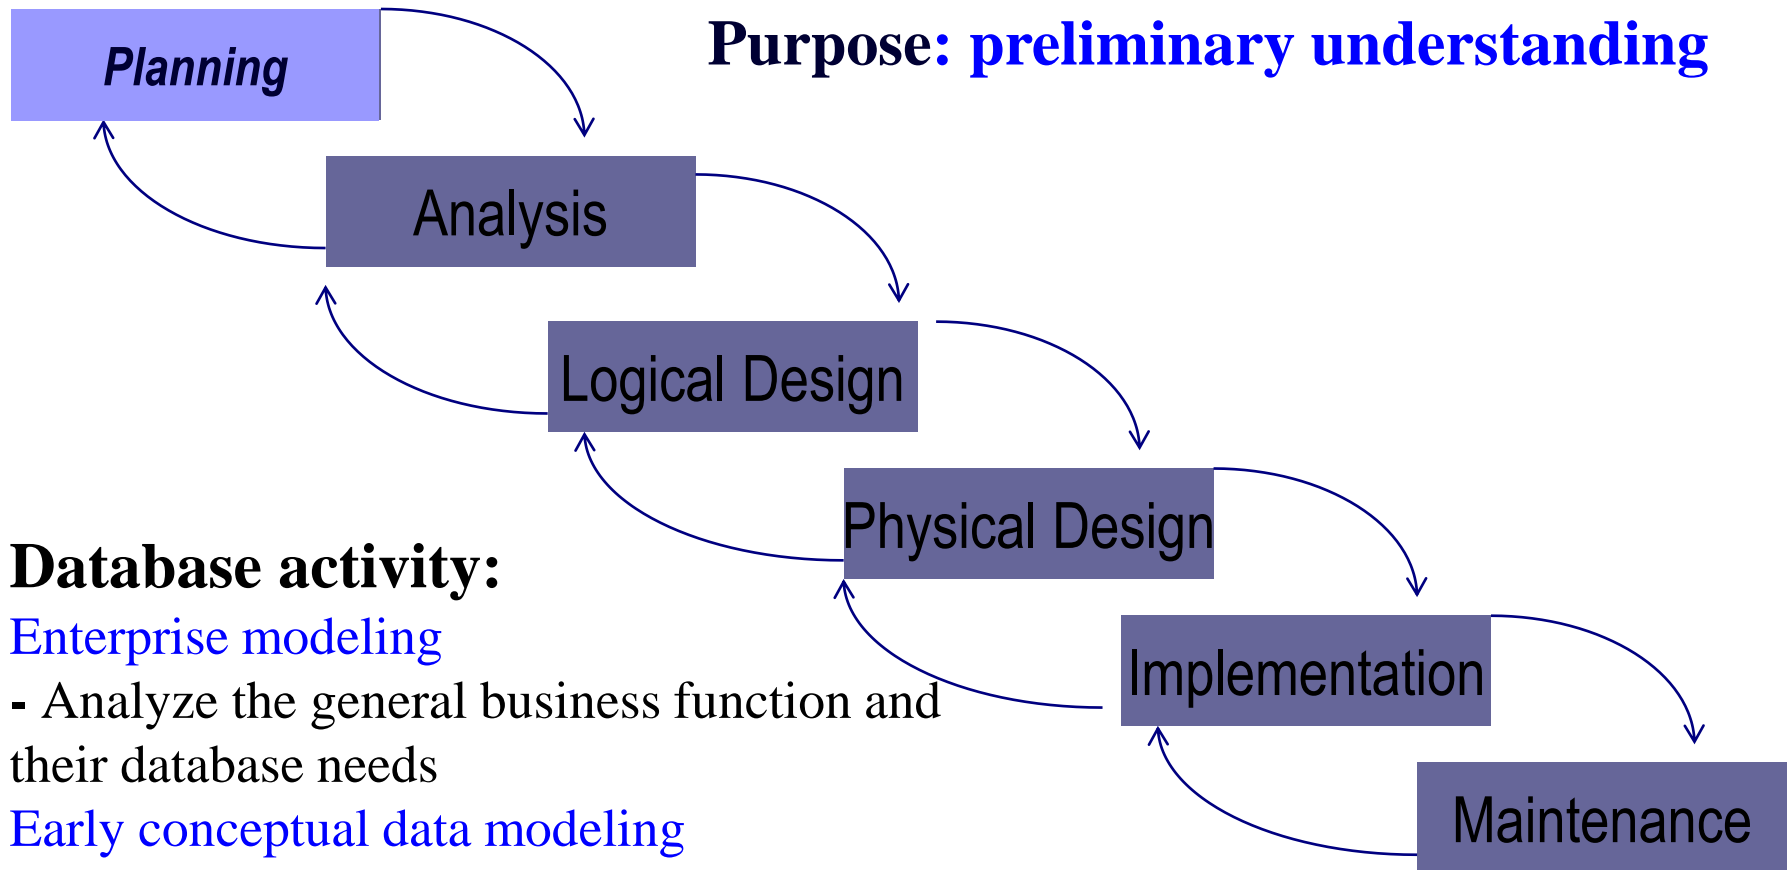 Planning
Purpose: preliminary understanding
Analysis
Logical Design
Physical Design
Database activity:
Enterprise modeling
- Analyze the general business function and
their database needs
Early conceptual data modeling
Implementation
Maintenance